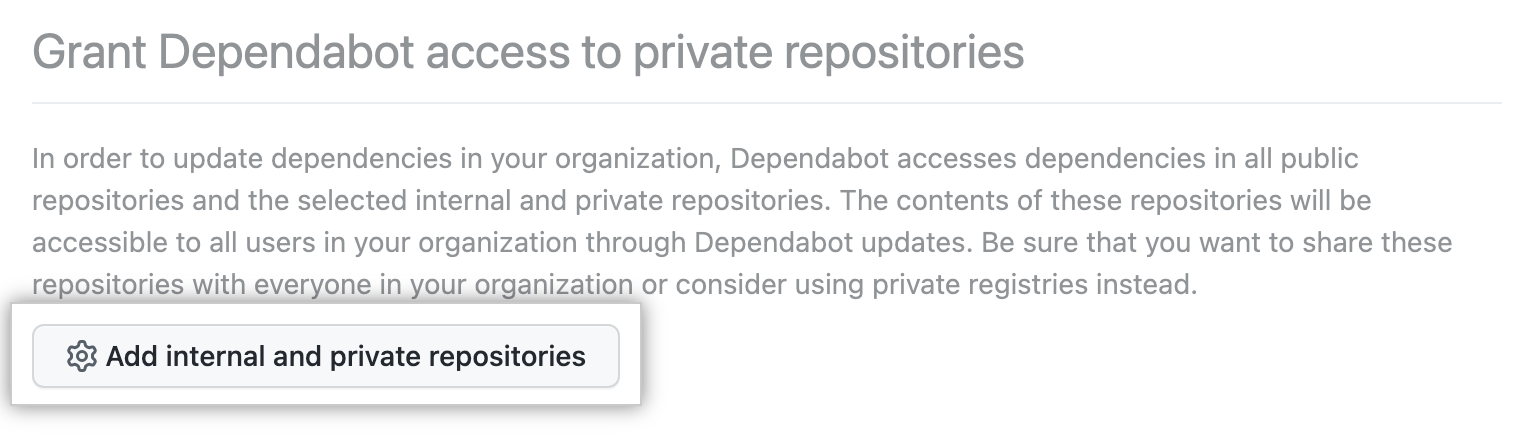 Grant Dependabot access to private repositories
In order to update dependencies in your organization, Dependabot accesses dependencies in all public
repositories and the selected internal and private repositories. The contents of these repositories will be
accessible to all users in your organization through Dependabot updates. Be sure that you want to share these
repositories with everyone in your organization or consider using private registries instead.
Add internal and private repositories